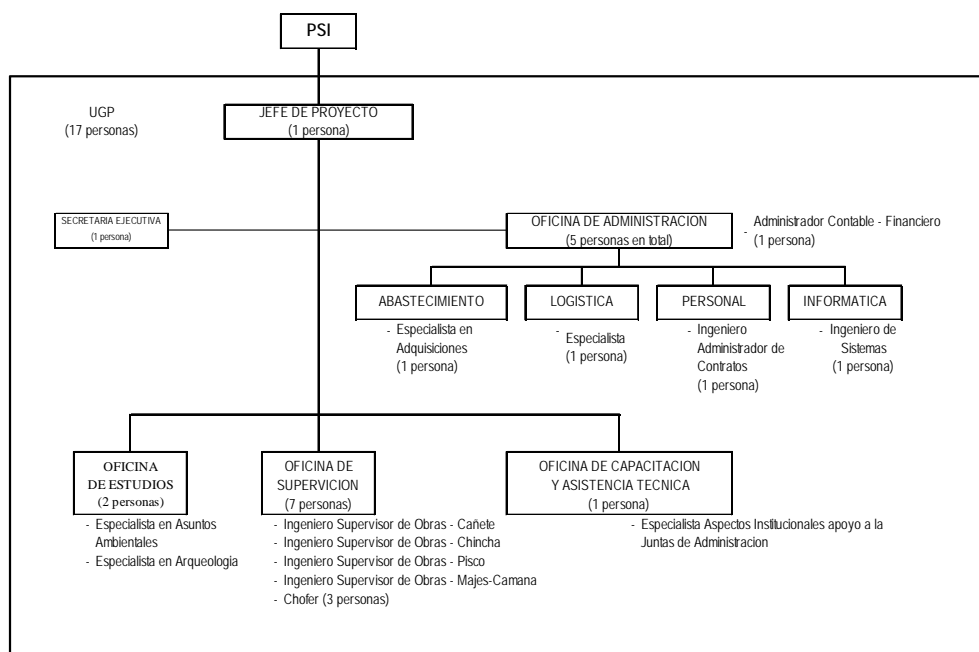 PSI
UGP
(17 personas)
JEFE DE PROYECTO
(1 persona)
SECRETARIA EJECUTIVA
(1 persona)
OFICINA DE ADMINISTRACION
(5 personas en total)
- Administrador Contable - Financiero
(1 persona)
ABASTECIMIENTO
- Especialista en
Adquisiciones
(1 persona)
LOGISTICA
-
Especialista
(1 persona)
PERSONAL
- Ingeniero
Administrador de
Contratos
(1 persona)
INFORMATICA
- Ingeniero de
Sistemas
(1 persona)
OFICINA
DE ESTUDIOS
(2 personas)
- Especialista en Asuntos
Ambientales
- Especialista en Arqueologia
OFICINA DE
SUPERVICION
(7 personas)
- Ingeniero Supervisor de Obras - Cañete
- Ingeniero Supervisor de Obras - Chincha
- Ingeniero Supervisor de Obras - Pisco
- Ingeniero Supervisor de Obras - Majes-Camana
- Chofer (3 personas)
OFICINA DE CAPACITACION
Y ASISTENCIA TECNICA
(1 persona)
- Especialista Aspectos Institucionales apoyo a la
Juntas de Administracion